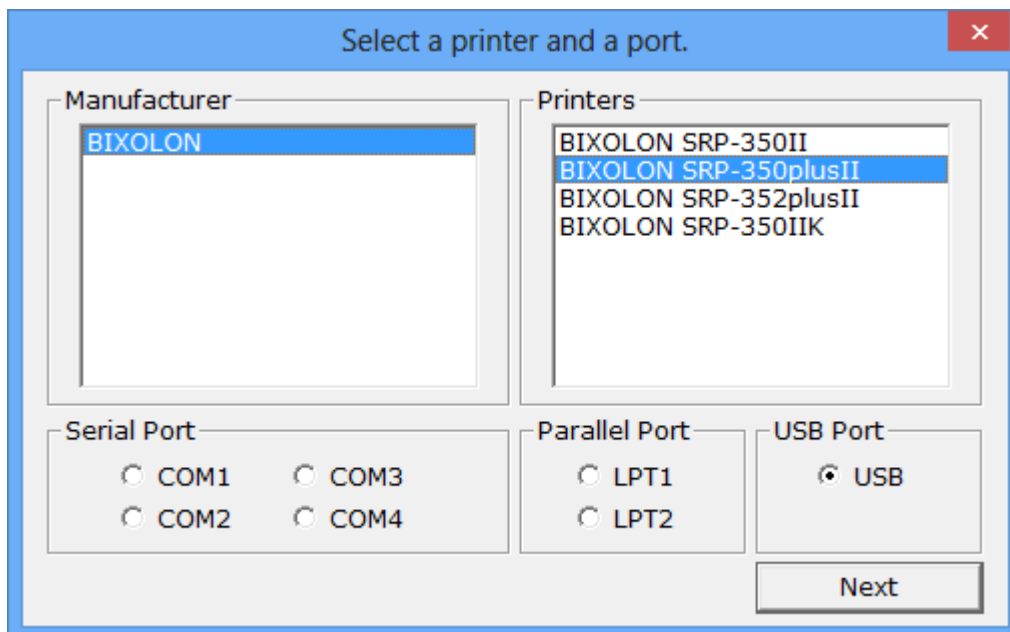 Select a printer and a port.
Manufacturer
BIXOLON
Printers
BIXOLON SRP-350II
BIXOLON SRP-350plusII
BIXOLON SRP-352plusII
BIXOLON SRP-350IIK
Serial Port
COM1 COM3
COM2 COM4
Parallel Port
LPT1
LPT2
USB Port
USB
Next